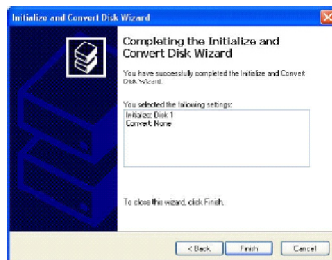 Initialize and Convert Disk Wizard
Completing the Initialize and
Convert Disk Wizard
You have successfully completed the Initialize and Convert
Disk Wizard.
You selected the following settings:
Initialize: Disk 1
Convert: None
To close this wizard, click Finish.
< Back
Finish
Cancel